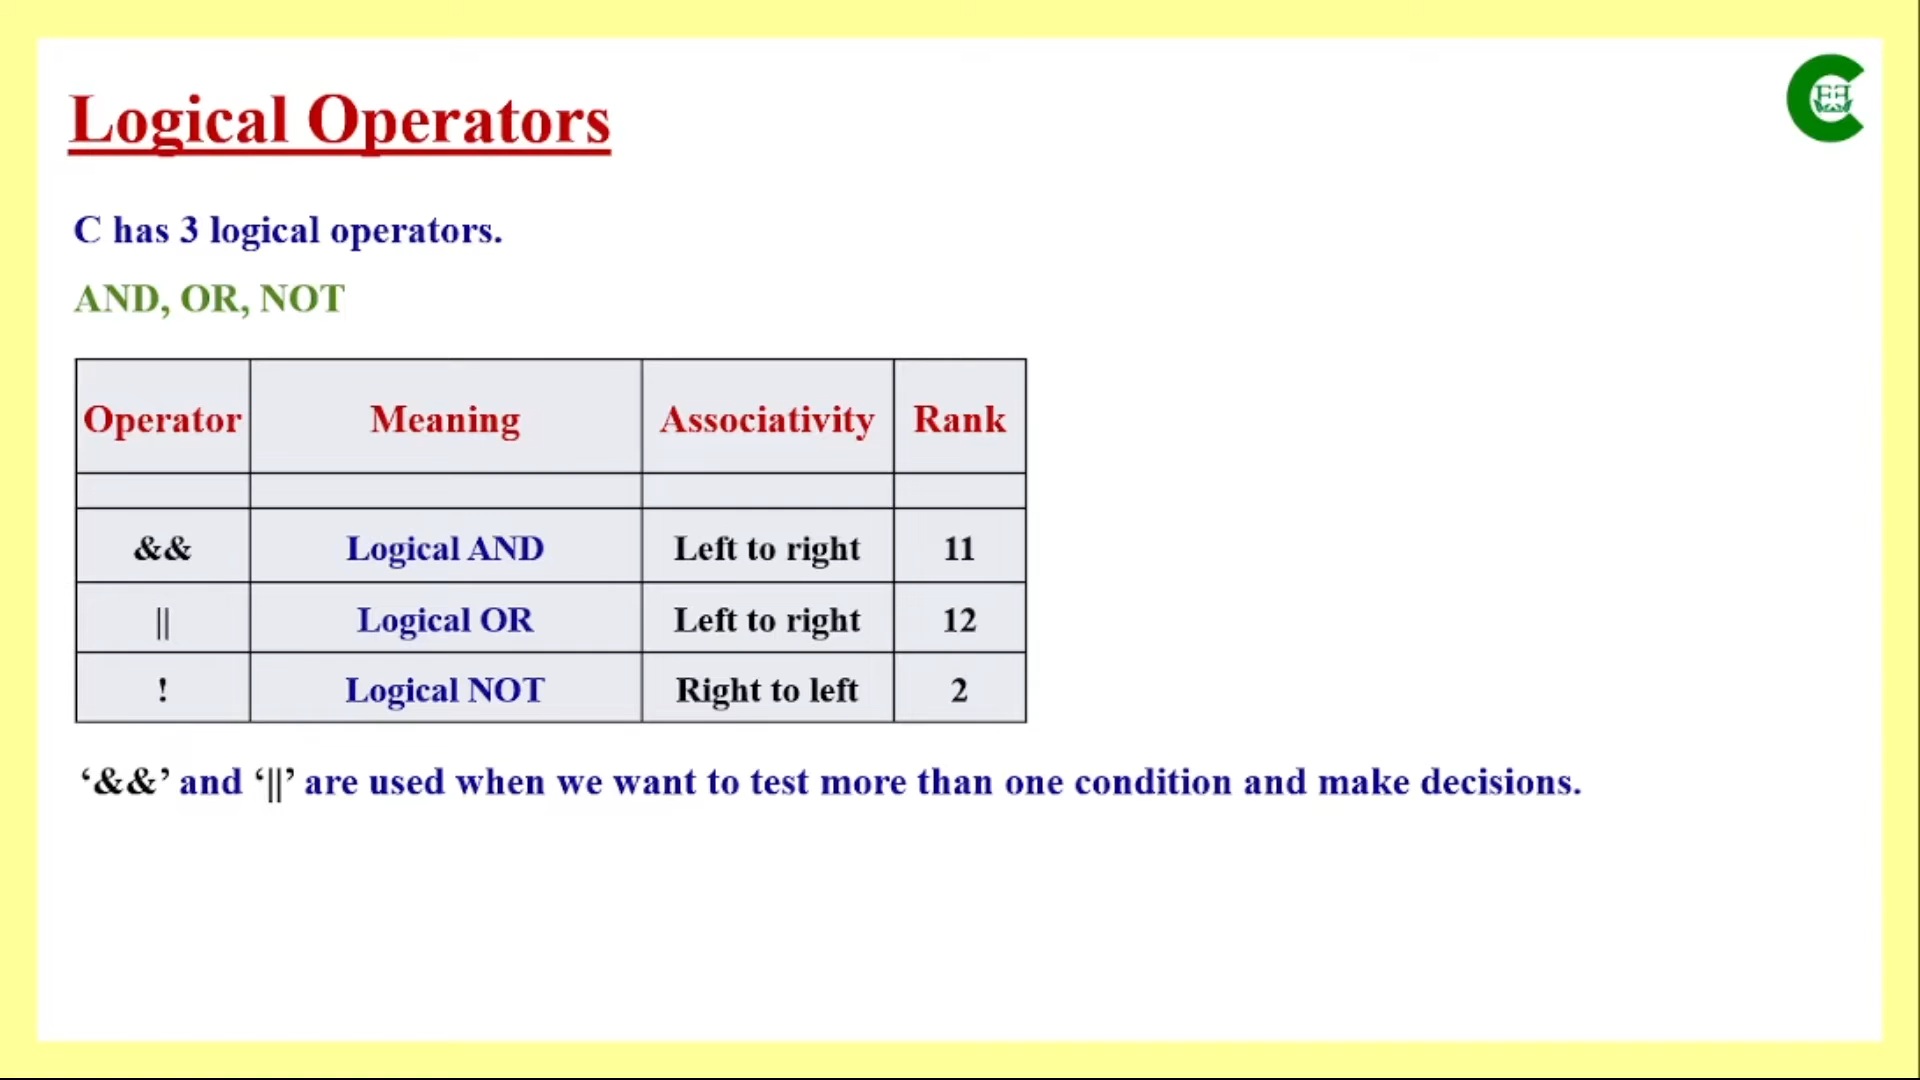 Logical Operators
C has 3 logical operators.
AND, OR, NOT
Operator Meaning Associativity Rank
&& Logical AND Left to right 11
|| Logical OR Left to right 12
! Logical NOT Right to left 2
‘&&’ and ‘||’ are used when we want to test more than one condition and make decisions.